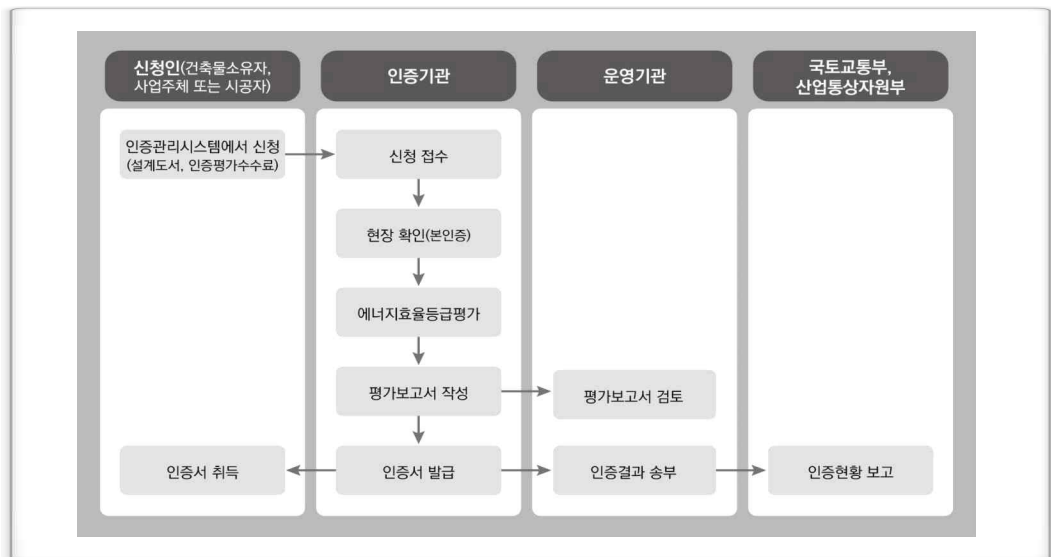 신청인(건축물소유자,
사업주체 또는 시공자)
인증기관
운영기관
국토교통부,
산업통상자원부
인증관리시스템에서 신청
(설계도서, 인증평가수수료)
신청 접수
현장 확인(본인증)
에너지효율등급평가
평가보고서 작성
평가보고서 검토
인증서 취득
인증서 발급
인증결과 송부
인증현황 보고